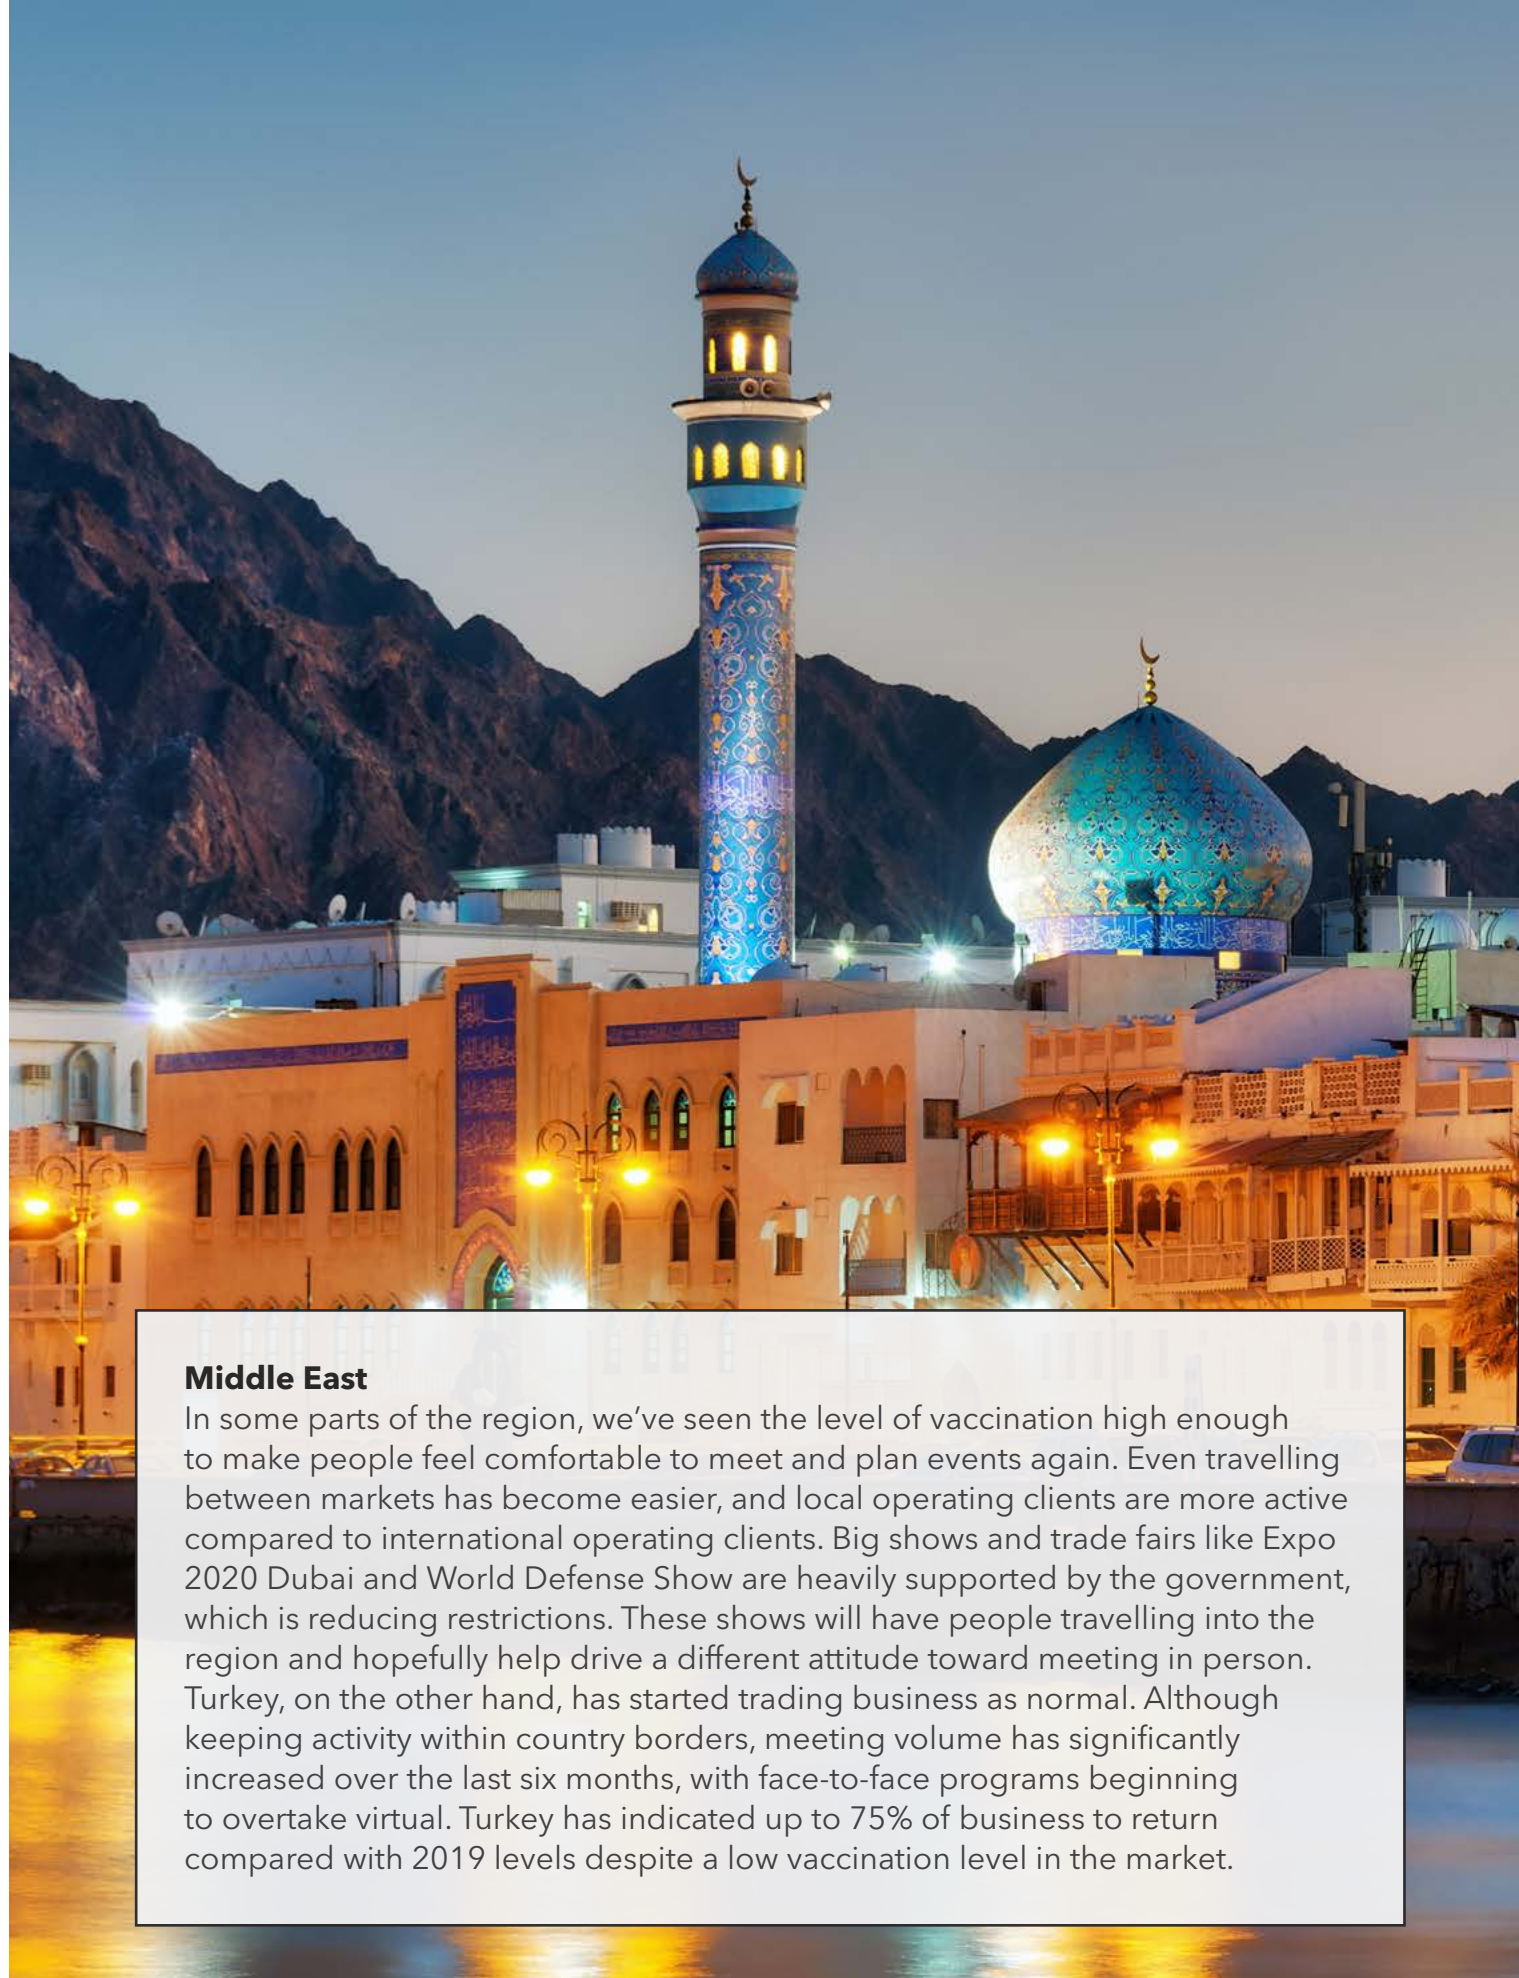 Middle East
In some parts of the region, we’ve seen the level of vaccination high enough
to make people feel comfortable to meet and plan events again. Even travelling
between markets has become easier, and local operating clients are more active
compared to international operating clients. Big shows and trade fairs like Expo
2020 Dubai and World Defense Show are heavily supported by the government,
which is reducing restrictions. These shows will have people travelling into the
region and hopefully help drive a different attitude toward meeting in person.
Turkey, on the other hand, has started trading business as normal. Although
keeping activity within country borders, meeting volume has significantly
increased over the last six months, with face-to-face programs beginning
to overtake virtual. Turkey has indicated up to 75% of business to return
compared with 2019 levels despite a low vaccination level in the market.